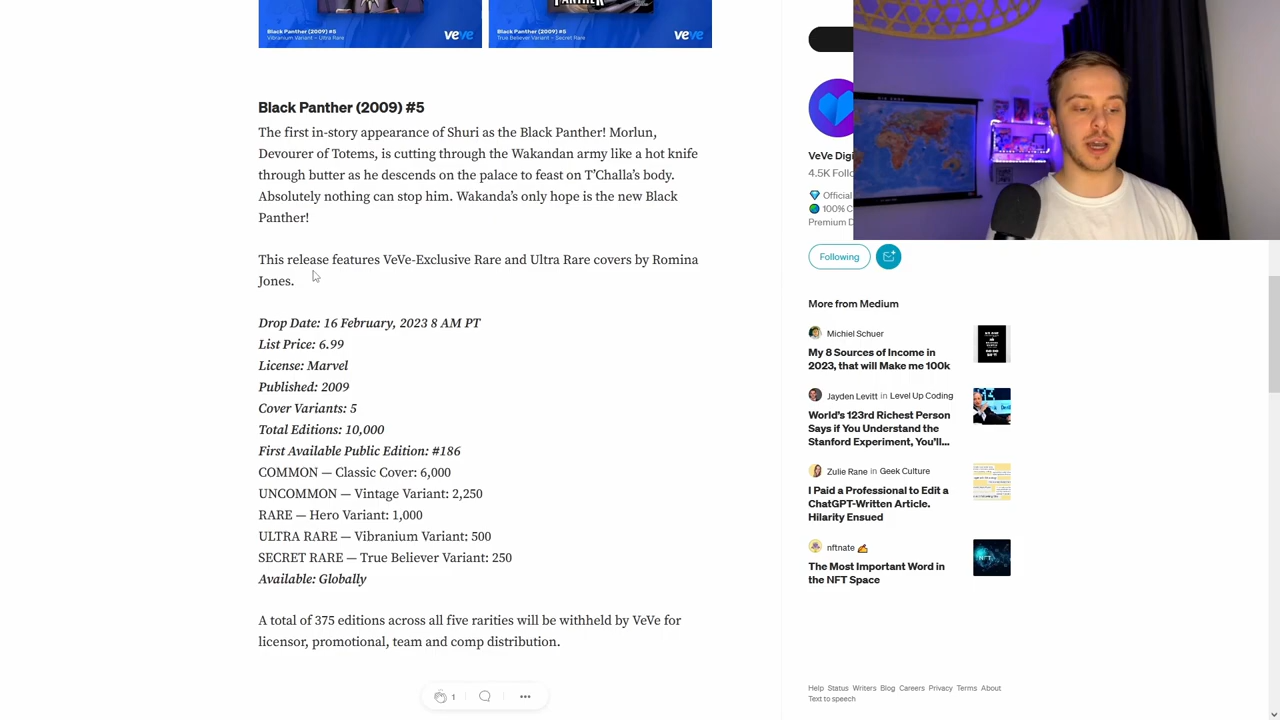 PANTHER
Black Panther (2009) #5
Vibranium Variant – Ultra Rare
veve
Black Panther (2009) #5
True Believer Variant – Secret Rare
veve
Black Panther (2009) #5
The first in-story appearance of Shuri as the Black Panther! Morlun,
Devourer of Totems, is cutting through the Wakandan army like a hot knife
through butter as he descends on the palace to feast on T’Challa’s body.
Absolutely nothing can stop him. Wakanda’s only hope is the new Black
Panther!
This release features VeVe-Exclusive Rare and Ultra Rare covers by Romina
Jones.
Drop Date: 16 February, 2023 8 AM PT
List Price: 6.99
License: Marvel
Published: 2009
Cover Variants: 5
Total Editions: 10,000
First Available Public Edition: #186
COMMON — Classic Cover: 6,000
UNCOMMON — Vintage Variant: 2,250
RARE — Hero Variant: 1,000
ULTRA RARE — Vibranium Variant: 500
SECRET RARE — True Believer Variant: 250
Available: Globally
A total of 375 editions across all five rarities will be withheld by VeVe for
licensor, promotional, team and comp distribution.
1
VeVe Digi
4.5K Follo
Official
100% C
Premium D
Following
More from Medium
Michiel Schuer
My 8 Sources of Income in
2023, that will Make me 100k
Jayden Levitt in Level Up Coding
World’s 123rd Richest Person
Says if You Understand the
Stanford Experiment, You’ll...
Zulie Rane in Geek Culture
I Paid a Professional to Edit a
ChatGPT-Written Article.
Hilarity Ensued
nftnate ✍️
The Most Important Word in
the NFT Space
Help Status Writers Blog Careers Privacy Terms About
Text to speech